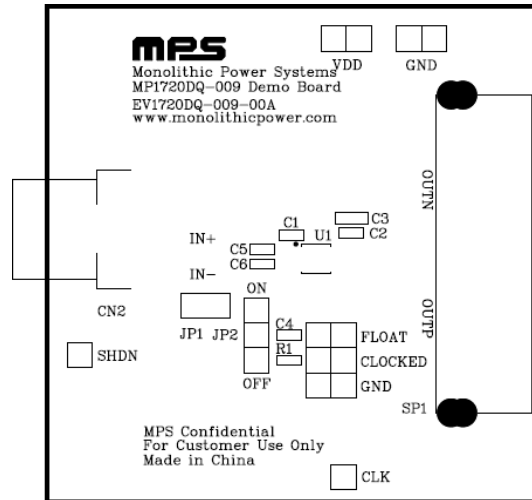 MPS
VDD GND
Monolithic Power Systems
MP1720DQ-009 Demo Board
EV1720DQ-009-00A
www.monolithicpower.com
OUTN
C1 C3
IN+ U1 C2
C5
C6
IN-
ON
CN2
OUTP
JP1 JP2 C4
FLOAT
R1
SHDN CLOCKED
OFF GND
SP1
MPS Confidential
For Customer Use Only
Made in China
CLK